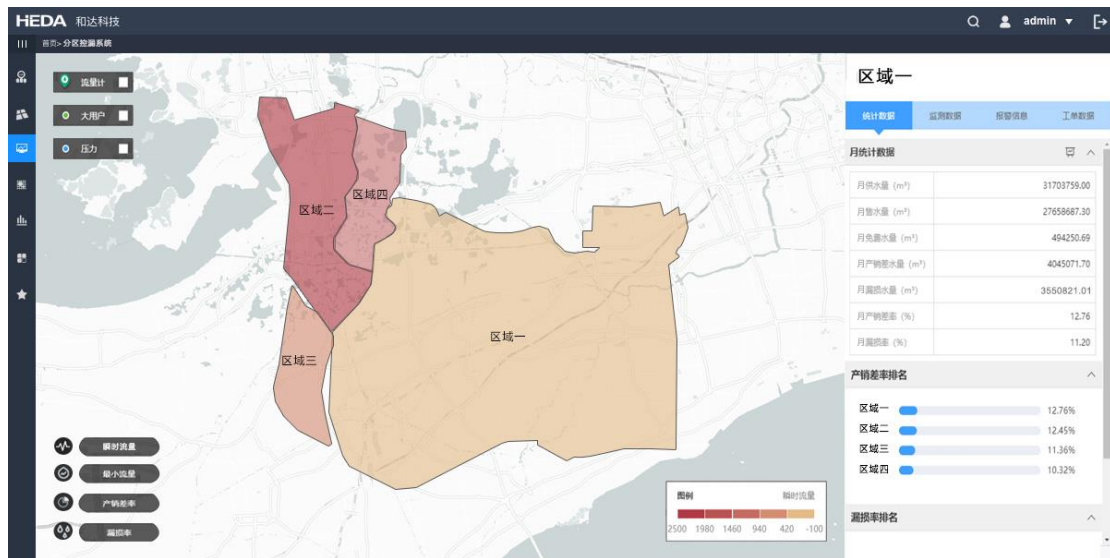 HEDA 和达科技
admin
首页>分区控漏系统
流量计
大用户
压力
区域四
区域二
区域一
区域三
瞬时流量
最小流量
产销差率
漏损率
图例 瞬时流量
2500 1980 1460 940 420 -100
区域一
统计数据 监测数据 报警信息 工单数据
月统计数据
月供水量 (m³) 31703759.00
月售水量 (m³) 27658687.30
月免漏水量 (m³) 494250.69
月产销差水量 (m³) 4045071.70
月漏损水量 (m³) 3550821.01
月产销差率 (%) 12.76
月漏损率 (%) 11.20
产销差率排名
区域一 12.76%
区域二 12.45%
区域三 11.36%
区域四 10.32%
漏损率排名